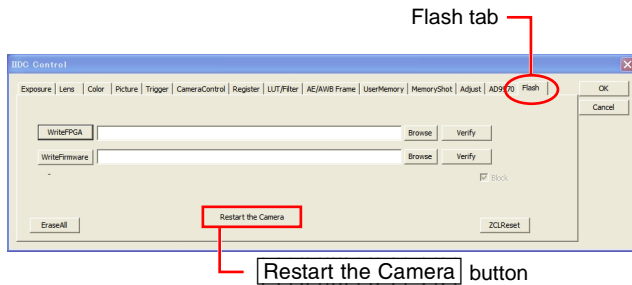 Flash tab
IIDC Control
Exposure | Lens | Color | Picture | Trigger | CameraControl | Register | LUT/Filter | AE/AWB Frame | UserMemory | MemoryShot | Adjust | AD9970 Flash
OK
Cancel
WriteFPGA Browse Verify
WriteFirmware Browse Verify
-
Block
EraseAll Restart the Camera ZCLReset
Restart the Camera button